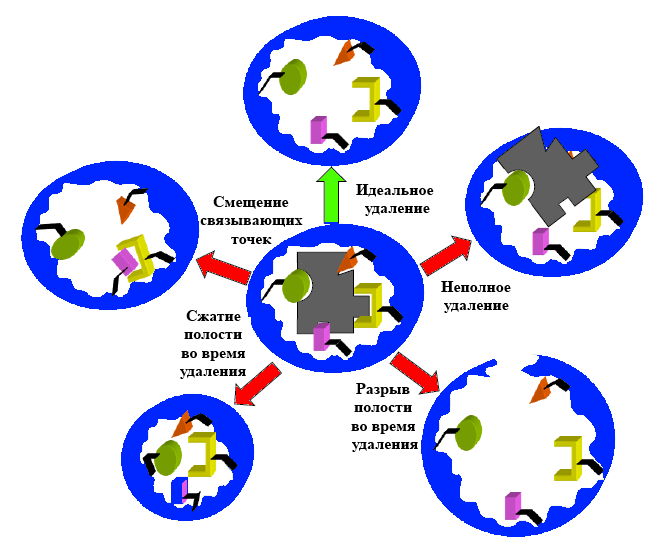 Смещение
связывающих
точек
Идеальное
удаление
Неполное
удаление
Сжатие
полости
во время
удаления
Разрыв
полости
во время
удаления